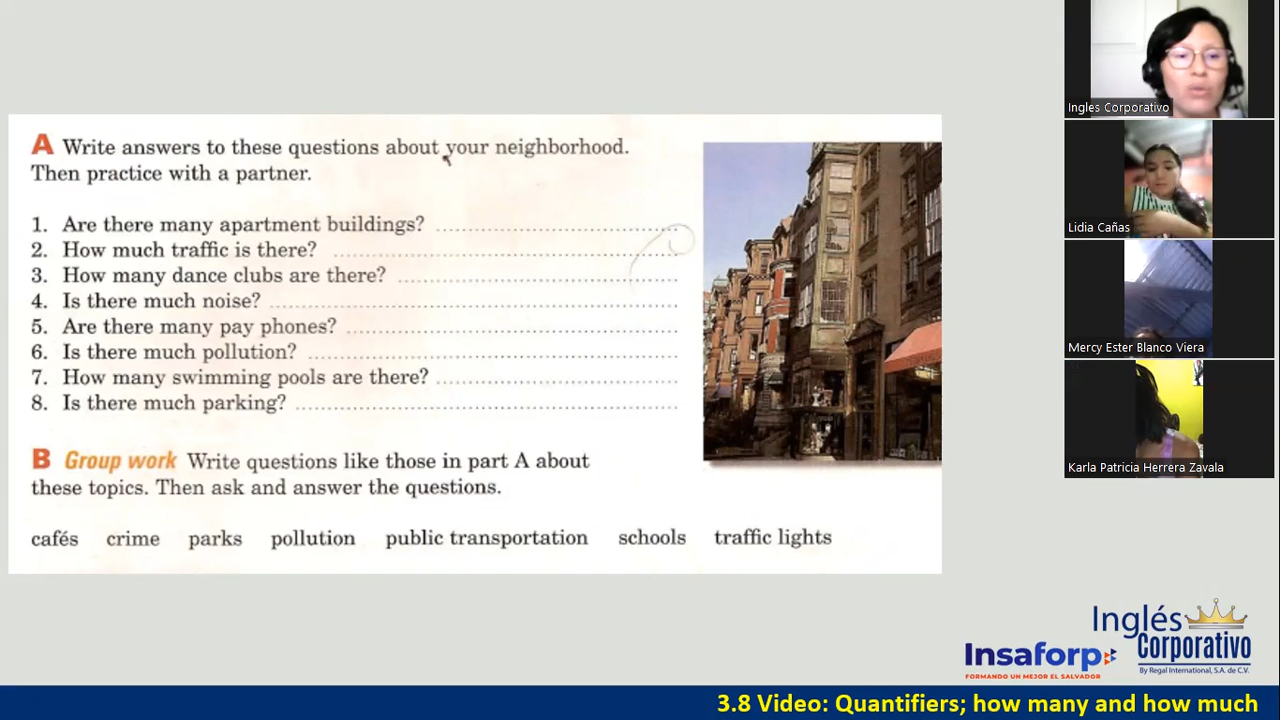 A Write answers to these questions about your neighborhood.
Then practice with a partner.
1. Are there many apartment buildings? ................................................
2. How much traffic is there? ................................................
3. How many dance clubs are there? ................................................
4. Is there much noise? ................................................
5. Are there many pay phones? ................................................
6. Is there much pollution? ................................................
7. How many swimming pools are there? ................................................
8. Is there much parking? ................................................
B Group work Write questions like those in part A about
these topics. Then ask and answer the questions.
cafés crime parks pollution public transportation schools traffic lights
Ingles Corporativo
Lidia Cañas
Mercy Ester Blanco Viera
Karla Patricia Herrera Zavala
Insaforp
FORMANDO UN MEJOR EL SALVADOR
Inglés
Corporativo
By Regal International, S.A. de C.V.
3.8 Video: Quantifiers; how many and how much